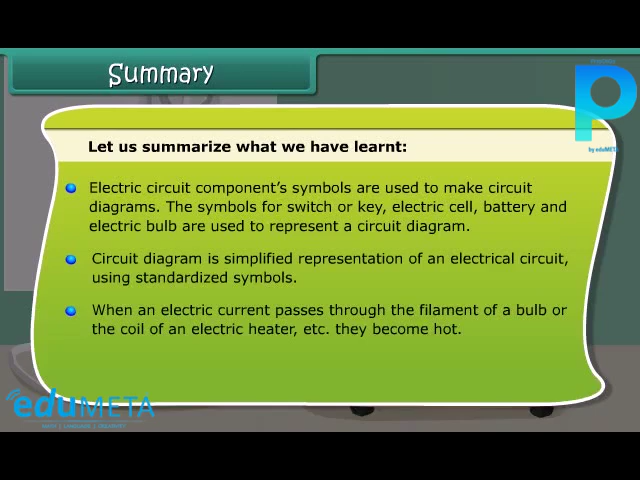 Summary
P
by eduMETA
Let us summarize what we have learnt:
Electric circuit component's symbols are used to make circuit
diagrams. The symbols for switch or key, electric cell, battery and
electric bulb are used to represent a circuit diagram.
Circuit diagram is simplified representation of an electrical circuit,
using standardized symbols.
When an electric current passes through the filament of a bulb or
the coil of an electric heater, etc. they become hot.
eduMETA